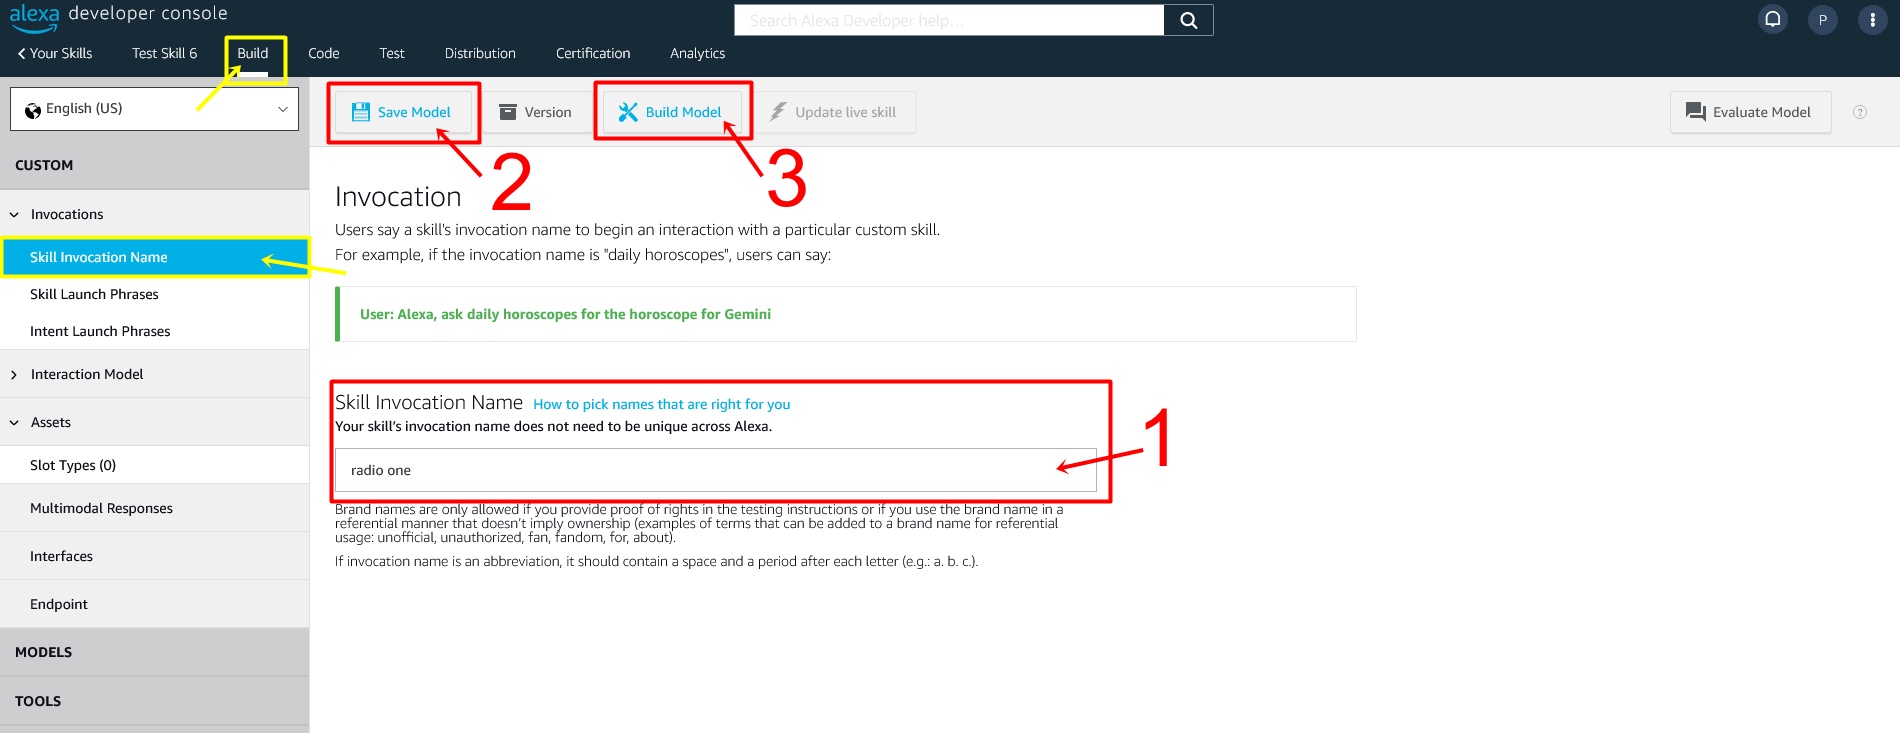 alexa developer console
Search Alexa Developer help...
P
Your Skills
Test Skill 6
Build
Code
Test
Distribution
Certification
Analytics
English (US)
Save Model
Version
Build Model
Update live skill
Evaluate Model
?
2
3
CUSTOM
Invocations
Skill Invocation Name
Skill Launch Phrases
Intent Launch Phrases
Interaction Model
Assets
Slot Types (0)
Multimodal Responses
Interfaces
Endpoint
MODELS
TOOLS
Invocation
Users say a skill's invocation name to begin an interaction with a particular custom skill.
For example, if the invocation name is "daily horoscopes", users can say:
User: Alexa, ask daily horoscopes for the horoscope for Gemini
Skill Invocation Name How to pick names that are right for you
Your skill's invocation name does not need to be unique across Alexa.
1
radio one
Brand names are only allowed if you provide proof of rights in the testing instructions or if you use the brand name in a
referential manner that doesn't imply ownership (examples of terms that can be added to a brand name for referential
usage: unofficial, unauthorized, fan, fandom, for, about).
If invocation name is an abbreviation, it should contain a space and a period after each letter (e.g.: a. b. c.).